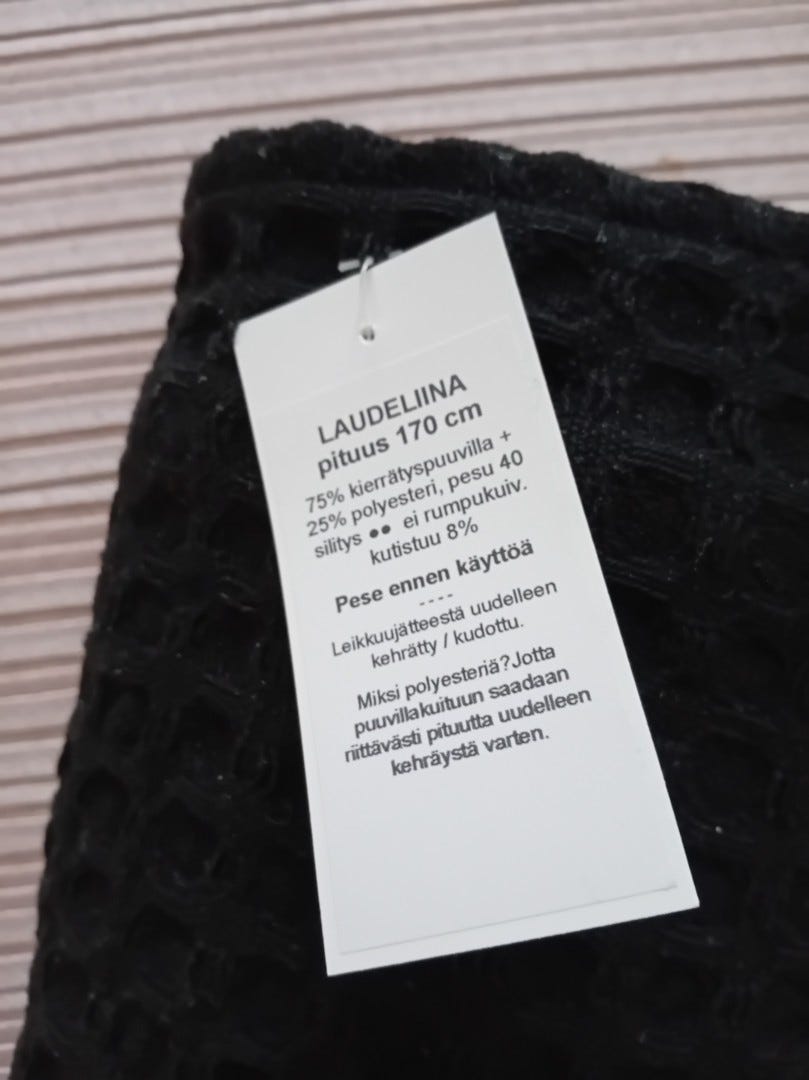 LAUDELIINA
pituus 170 cm
75% kierrätyspuuvilla +
25% polyesteri, pesu 40
silitys ●● ei rumpukuiv.
kutistuu 8%
Pese ennen käyttöä
----
Leikkuujätteestä uudelleen
kehrätty / kudottu.
Miksi polyesteriä?Jotta
puuvillakuituun saadaan
riittävästi pituutta uudelleen
kehräystä varten.